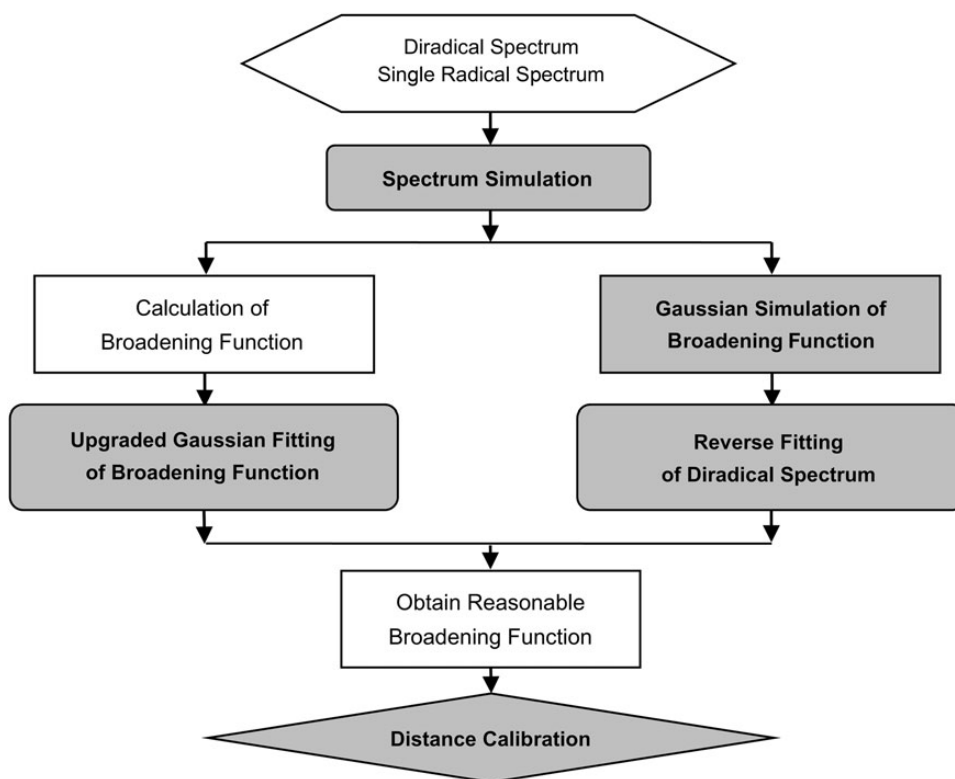 Diradical Spectrum
Single Radical Spectrum
Spectrum Simulation
Calculation of
Broadening Function
Gaussian Simulation of
Broadening Function
Upgraded Gaussian Fitting
of Broadening Function
Reverse Fitting
of Diradical Spectrum
Obtain Reasonable
Broadening Function
Distance Calibration